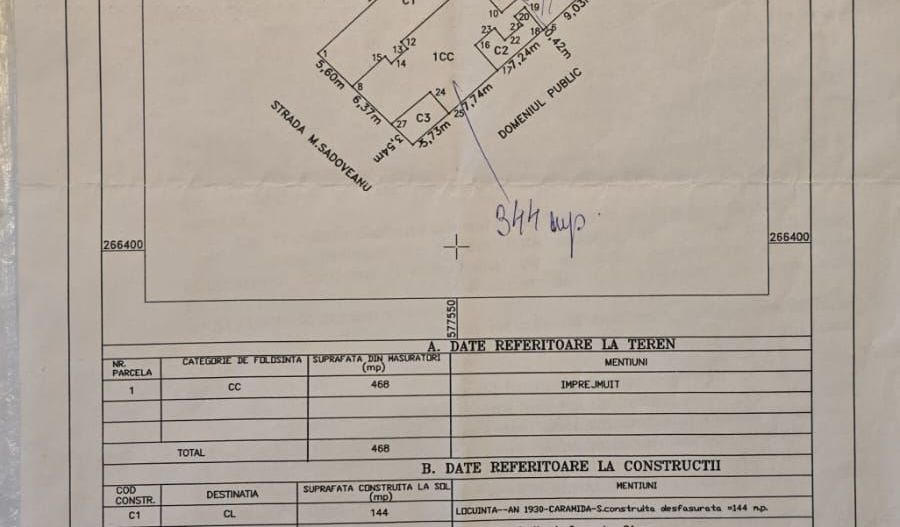 C1
10
19
20
9,03
23
21
18
5
12
13
16
22
0,42m
1
15
14
1CC
C2
5,60m
17
7,24m
8
6,37m
24
7,74m
DOMENIUL PUBLIC
27
C3
25
3,54m
5,73m
STRADA M.SADOVEANU
344 mp
266400
266400
577550
A. DATE REFERITOARE LA TEREN
NR. PARCELA CATEGORIE DE FOLOSINTA SUPRAFATA DIN MASURATORI (mp) MENTIUNI
1 CC 468 IMPREJMUIT
TOTAL 468
B. DATE REFERITOARE LA CONSTRUCTII
COD CONSTR. DESTINATIA SUPRAFATA CONSTRUITA LA SOL (mp) MENTIUNI
C1 CL 144 LOCUINTA--AN 1930-CARAMIDA-S.construita desfasurata =144 m.p.